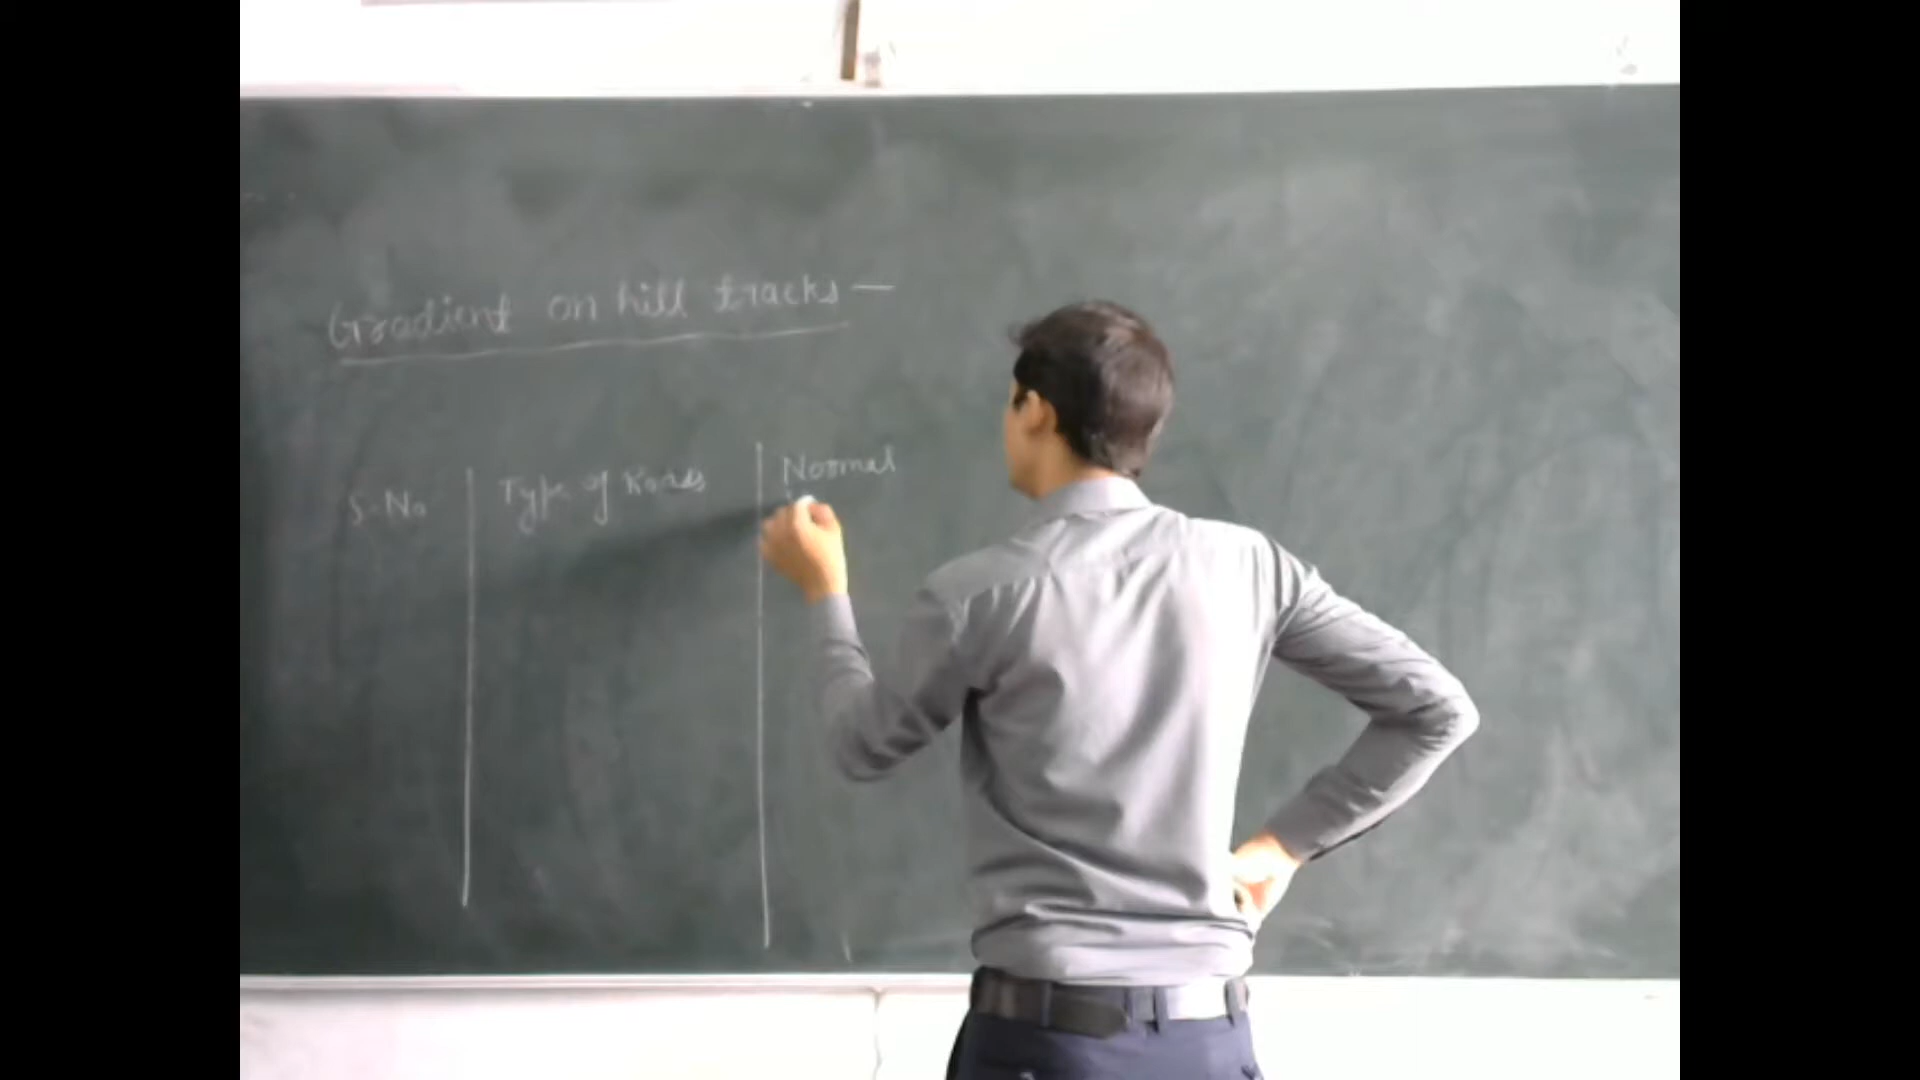 Gradient on hill tracks —
S.No Type of Roads Normal